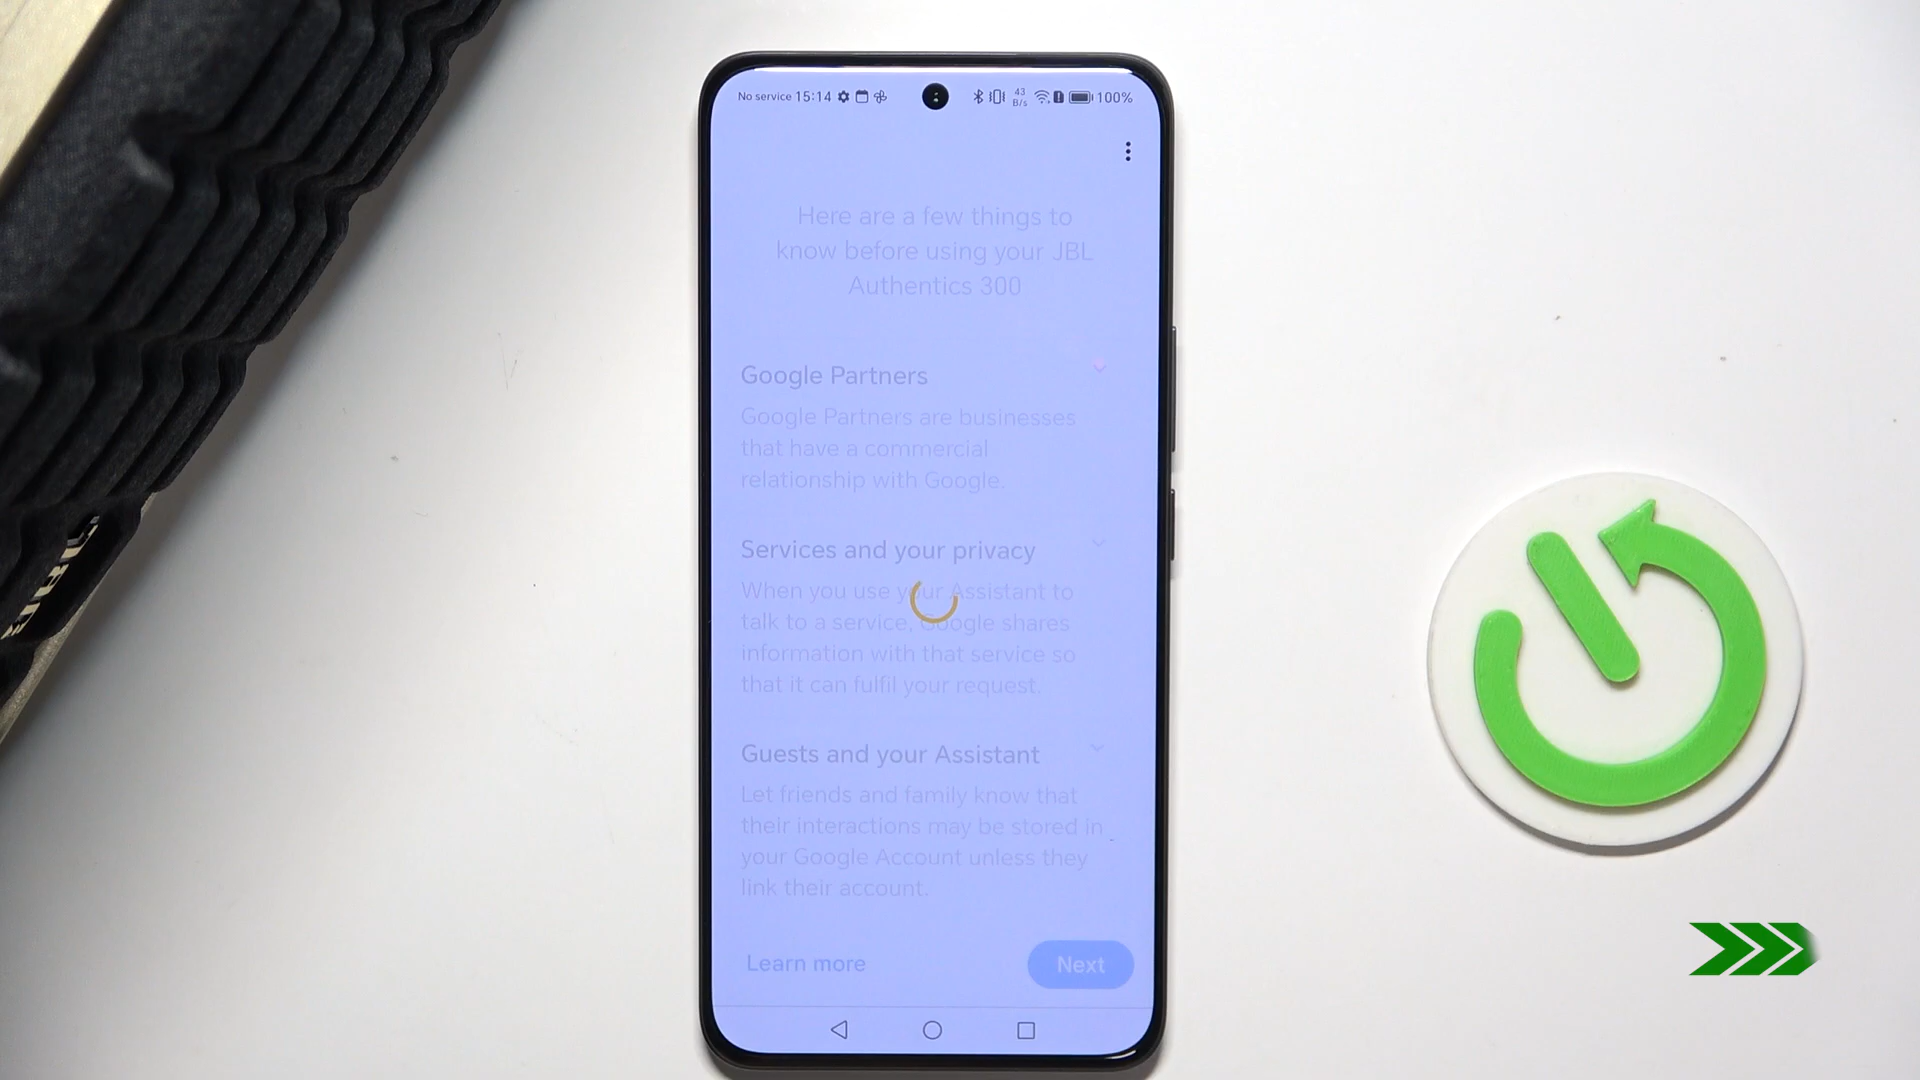 No service 15:14
43
B/s
100%
Here are a few things to
know before using your JBL
Authentics 300
Google Partners
Google Partners are businesses
that have a commercial
relationship with Google.
Services and your privacy
When you use your Assistant to
talk to a service, Google shares
information with that service so
that it can fulfil your request.
Guests and your Assistant
Let friends and family know that
their interactions may be stored in
your Google Account unless they
link their account.
Learn more
Next